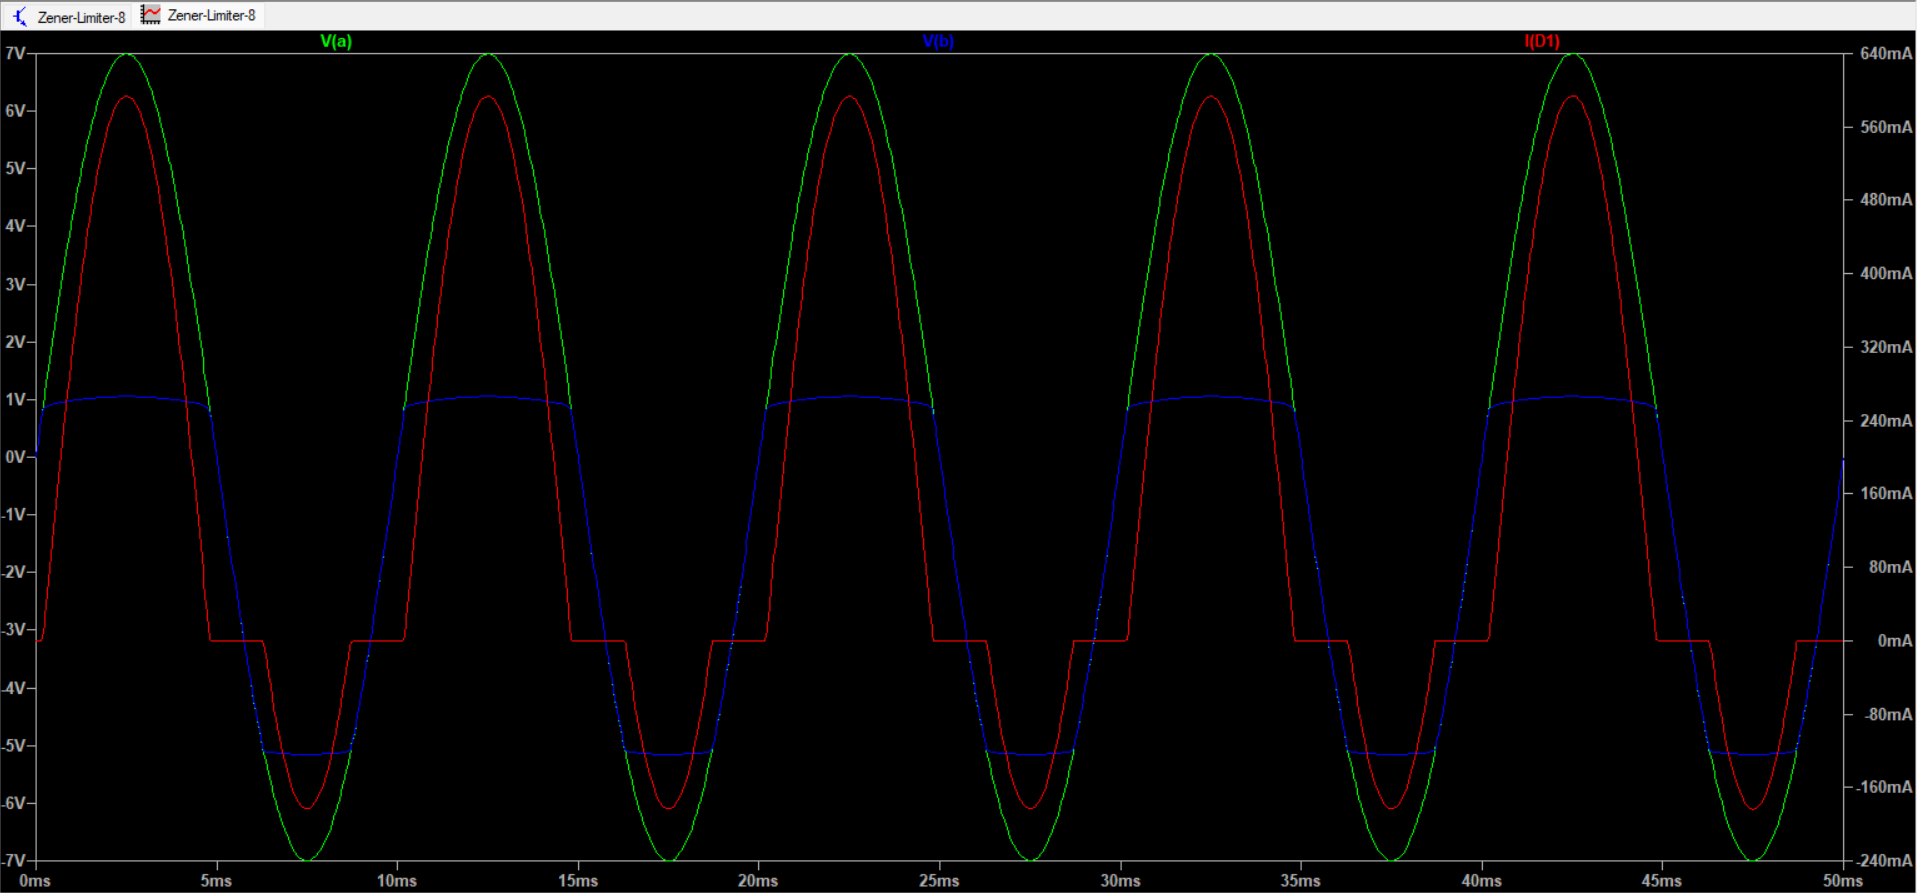 Zener-Limiter-8 Zener-Limiter-8
V(a) V(b) I(D1)
7V 640mA
6V 560mA
5V 480mA
4V 400mA
3V 320mA
2V 240mA
1V 160mA
0V 80mA
-1V 0mA
-2V -80mA
-3V -160mA
-4V -240mA
-5V
-6V
-7V
0ms 5ms 10ms 15ms 20ms 25ms 30ms 35ms 40ms 45ms 50ms